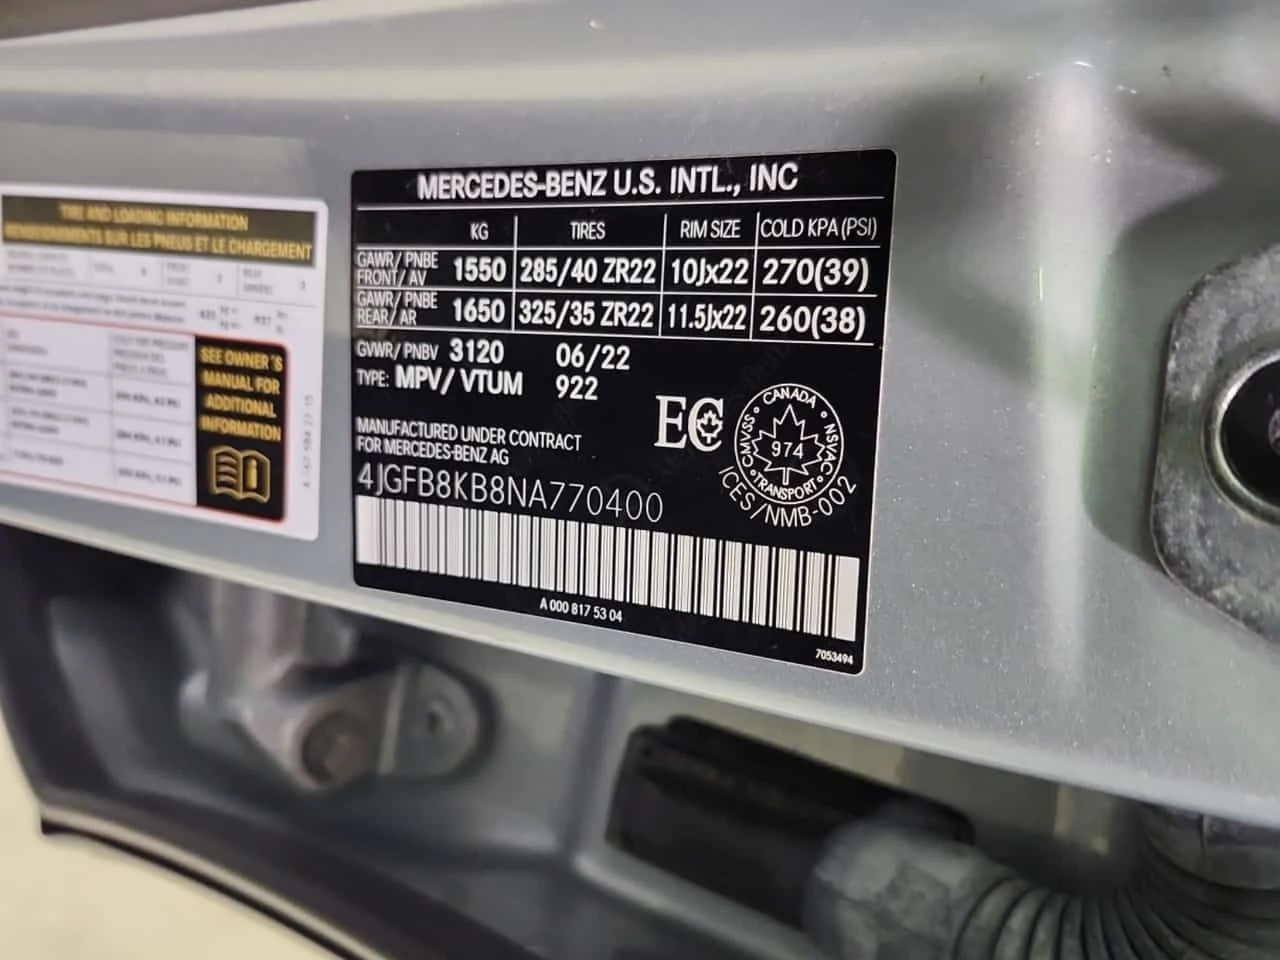 TIRE AND LOADING INFORMATION
RENSEIGNEMENTS SUR LES PNEUS ET LE CHARGEMENT
SEE OWNER'S
MANUAL FOR
ADDITIONAL
INFORMATION
MERCEDES-BENZ U.S. INTL., INC
KG TIRES RIM SIZE COLD KPA (PSI)
GAWR/ PNBE
FRONT/ AV 1550 285/40 ZR22 10Jx22 270(39)
GAWR/ PNBE
REAR/ AR 1650 325/35 ZR22 11.5Jx22 260(38)
GVWR/ PNBV 3120 06/22
TYPE: MPV/ VTUM 922
MANUFACTURED UNDER CONTRACT
FOR MERCEDES-BENZ AG
4JGFB8KB8NA770400
EC
CANADA
CMVSS NSVAC
974
TRANSPORT
ICES/NMB-002
A 000 817 53 04
7053494